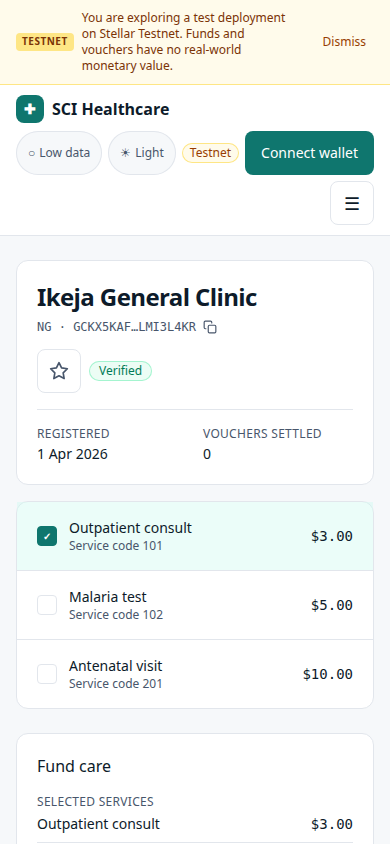 TESTNET
You are exploring a test deployment
on Stellar Testnet. Funds and
vouchers have no real-world
monetary value.
Dismiss
SCI Healthcare
Low data
Light
Testnet
Connect wallet
Ikeja General Clinic
NG · GCKX5KAF…LMI3L4KR
Verified
REGISTERED
VOUCHERS SETTLED
1 Apr 2026
0
Outpatient consult
$3.00
Service code 101
Malaria test
$5.00
Service code 102
Antenatal visit
$10.00
Service code 201
Fund care
SELECTED SERVICES
Outpatient consult
$3.00